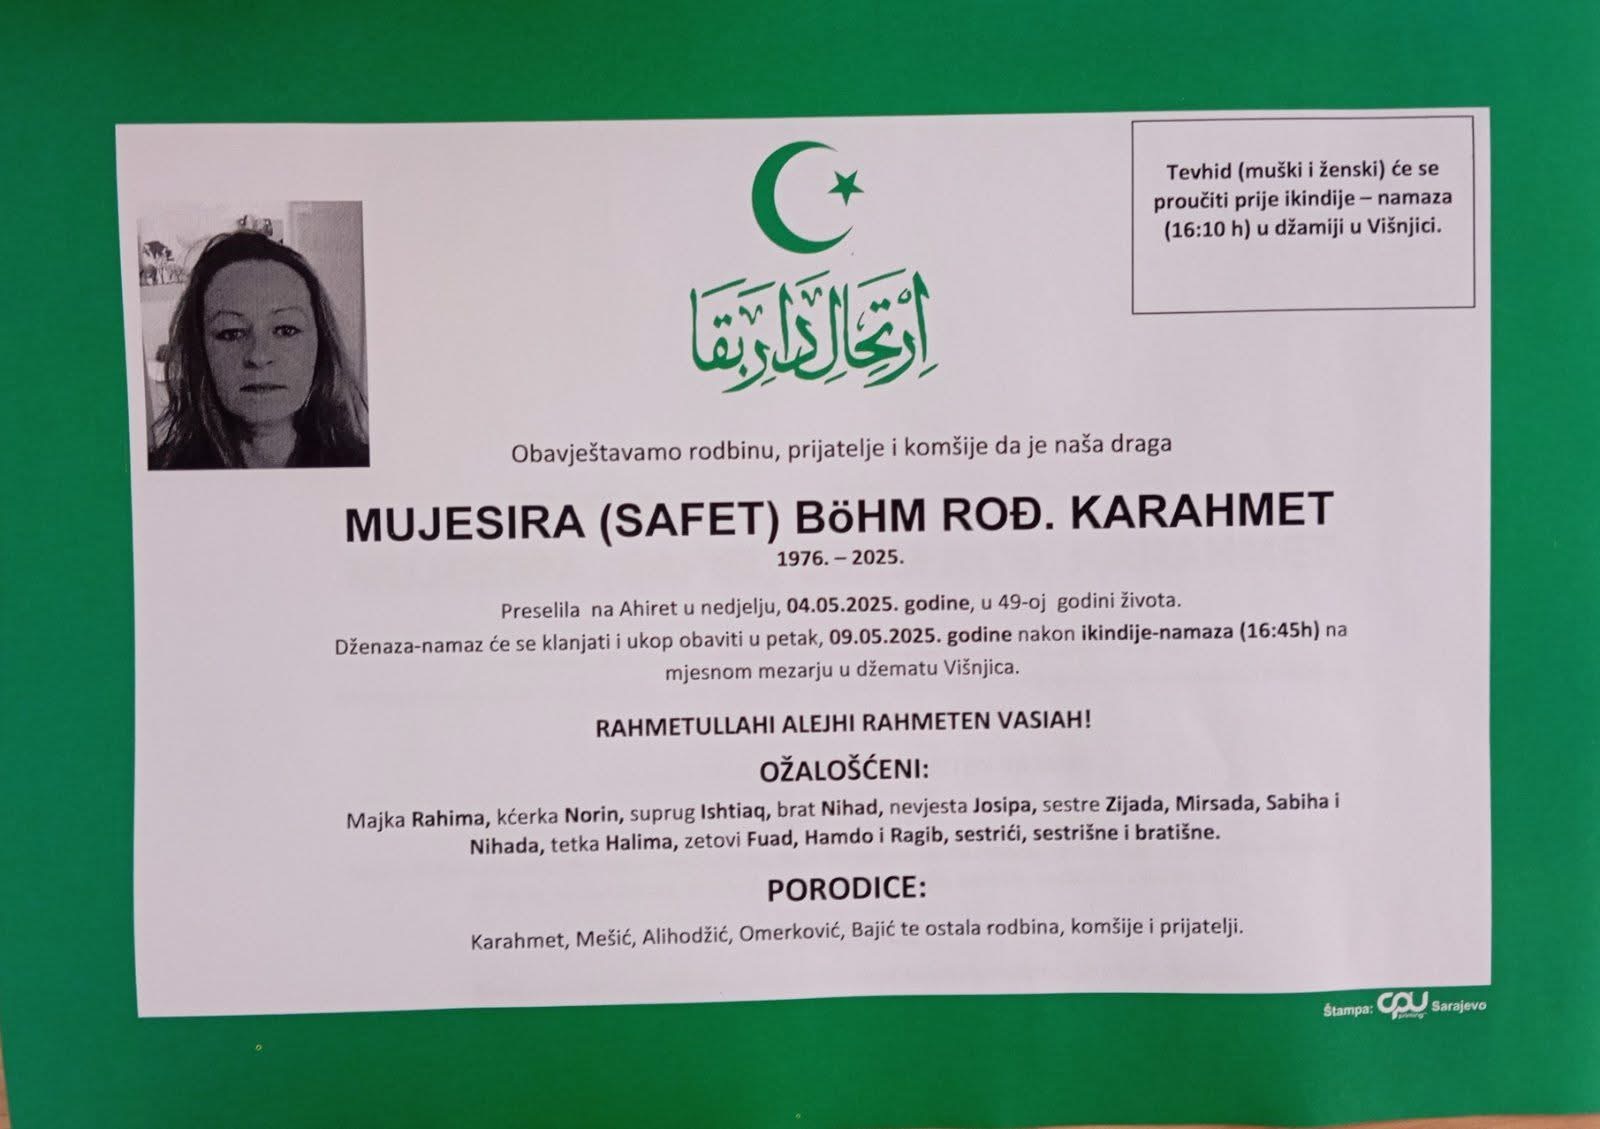 Tevhid (muški i ženski) će se
proučiti prije ikindije – namaza
(16:10 h) u džamiji u Višnjici.
اِرْتِحَالِ دَارِ بَقَا
Obavještavamo rodbinu, prijatelje i komšije da je naša draga
MUJESIRA (SAFET) BöHM ROĐ. KARAHMET
1976. – 2025.
Preselila na Ahiret u nedjelju, 04.05.2025. godine, u 49-oj godini života.
Dženaza-namaz će se klanjati i ukop obaviti u petak, 09.05.2025. godine nakon ikindije-namaza (16:45h) na
mjesnom mezarju u džematu Višnjica.
RAHMETULLAHI ALEJHI RAHMETEN VASIAH!
OŽALOŠĆENI:
Majka Rahima, kćerka Norin, suprug Ishtiaq, brat Nihad, nevjesta Josipa, sestre Zijada, Mirsada, Sabiha i
Nihada, tetka Halima, zetovi Fuad, Hamdo i Ragib, sestrići, sestrišne i bratišne.
PORODICE:
Karahmet, Mešić, Alihodžić, Omerković, Bajić te ostala rodbina, komšije i prijatelji.
Štampa: CPU printing Sarajevo